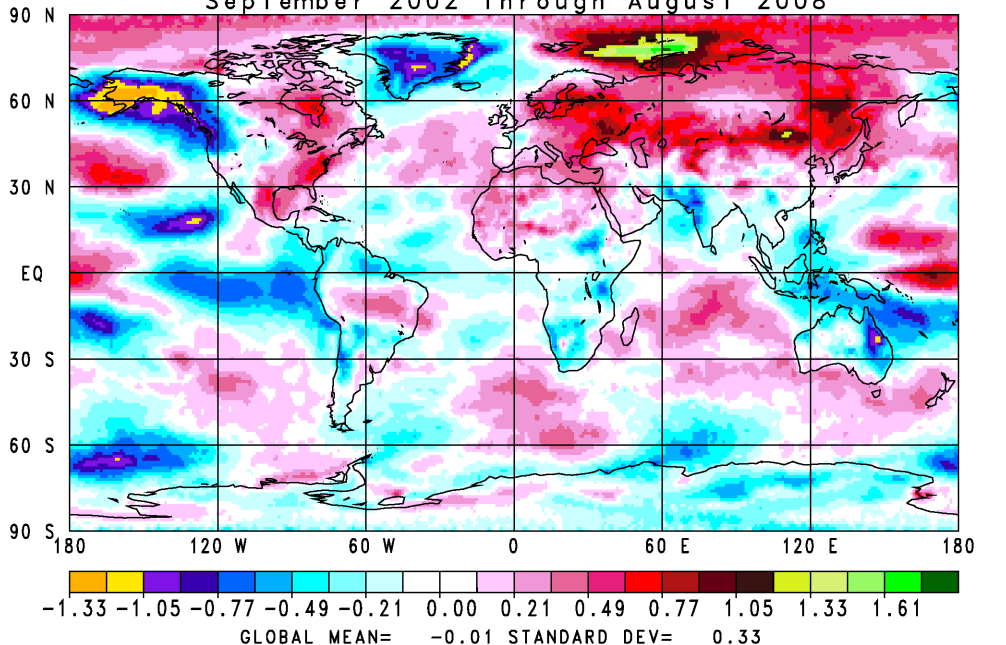 September 2002 Through August 2008
90 N
60 N
30 N
EQ
30 S
60 S
90 S
180 120 W 60 W 0 60 E 120 E 180
-1.33 -1.05 -0.77 -0.49 -0.21 0.00 0.21 0.49 0.77 1.05 1.33 1.61
GLOBAL MEAN= -0.01 STANDARD DEV= 0.33